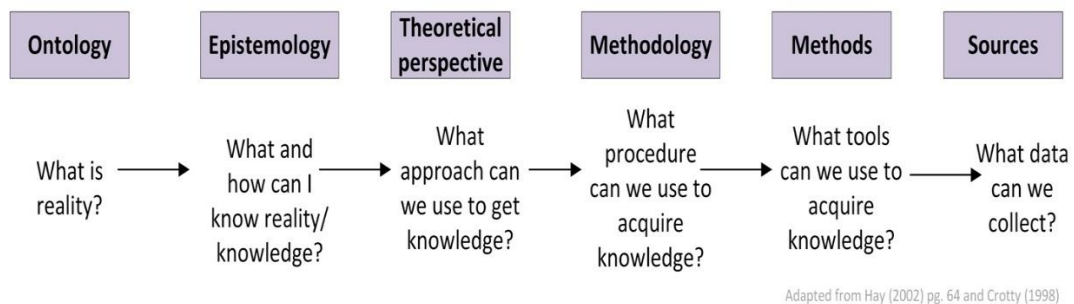 Ontology
Epistemology
Theoretical
perspective
Methodology
Methods
Sources
What is
reality?
What and
how can I
know reality/
knowledge?
What
approach can
we use to get
knowledge?
What
procedure
can we use to
acquire
knowledge?
What tools
can we use to
acquire
knowledge?
What data
can we
collect?
Adapted from Hay (2002) pg. 64 and Crotty (1998)